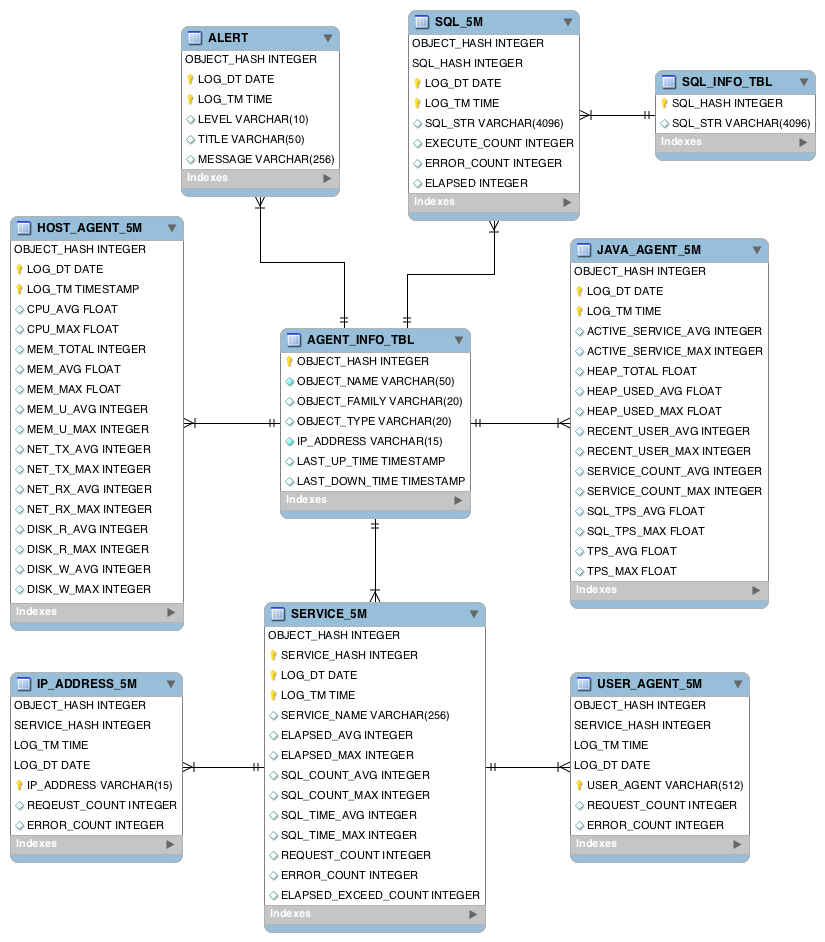 ALERT
OBJECT_HASH INTEGER
LOG_DT DATE
LOG_TM TIME
LEVEL VARCHAR(10)
TITLE VARCHAR(50)
MESSAGE VARCHAR(256)
Indexes
SQL_5M
OBJECT_HASH INTEGER
SQL_HASH INTEGER
LOG_DT DATE
LOG_TM TIME
SQL_STR VARCHAR(4096)
EXECUTE_COUNT INTEGER
ERROR_COUNT INTEGER
ELAPSED INTEGER
Indexes
SQL_INFO_TBL
SQL_HASH INTEGER
SQL_STR VARCHAR(4096)
Indexes
HOST_AGENT_5M
OBJECT_HASH INTEGER
LOG_DT DATE
LOG_TM TIMESTAMP
CPU_AVG FLOAT
CPU_MAX FLOAT
MEM_TOTAL INTEGER
MEM_AVG FLOAT
MEM_MAX FLOAT
MEM_U_AVG INTEGER
MEM_U_MAX INTEGER
NET_TX_AVG INTEGER
NET_TX_MAX INTEGER
NET_RX_AVG INTEGER
NET_RX_MAX INTEGER
DISK_R_AVG INTEGER
DISK_R_MAX INTEGER
DISK_W_AVG INTEGER
DISK_W_MAX INTEGER
Indexes
AGENT_INFO_TBL
OBJECT_HASH INTEGER
OBJECT_NAME VARCHAR(50)
OBJECT_FAMILY VARCHAR(20)
OBJECT_TYPE VARCHAR(20)
IP_ADDRESS VARCHAR(15)
LAST_UP_TIME TIMESTAMP
LAST_DOWN_TIME TIMESTAMP
Indexes
JAVA_AGENT_5M
OBJECT_HASH INTEGER
LOG_DT DATE
LOG_TM TIME
ACTIVE_SERVICE_AVG INTEGER
ACTIVE_SERVICE_MAX INTEGER
HEAP_TOTAL FLOAT
HEAP_USED_AVG FLOAT
HEAP_USED_MAX FLOAT
RECENT_USER_AVG INTEGER
RECENT_USER_MAX INTEGER
SERVICE_COUNT_AVG INTEGER
SERVICE_COUNT_MAX INTEGER
SQL_TPS_AVG FLOAT
SQL_TPS_MAX FLOAT
TPS_AVG FLOAT
TPS_MAX FLOAT
Indexes
IP_ADDRESS_5M
OBJECT_HASH INTEGER
SERVICE_HASH INTEGER
LOG_TM TIME
LOG_DT DATE
IP_ADDRESS VARCHAR(15)
REQEUST_COUNT INTEGER
ERROR_COUNT INTEGER
Indexes
SERVICE_5M
OBJECT_HASH INTEGER
SERVICE_HASH INTEGER
LOG_DT DATE
LOG_TM TIME
SERVICE_NAME VARCHAR(256)
ELAPSED_AVG INTEGER
ELAPSED_MAX INTEGER
SQL_COUNT_AVG INTEGER
SQL_COUNT_MAX INTEGER
SQL_TIME_AVG INTEGER
SQL_TIME_MAX INTEGER
REQUEST_COUNT INTEGER
ERROR_COUNT INTEGER
ELAPSED_EXCEED_COUNT INTEGER
Indexes
USER_AGENT_5M
OBJECT_HASH INTEGER
SERVICE_HASH INTEGER
LOG_TM TIME
LOG_DT DATE
USER_AGENT VARCHAR(512)
REQUEST_COUNT INTEGER
ERROR_COUNT INTEGER
Indexes